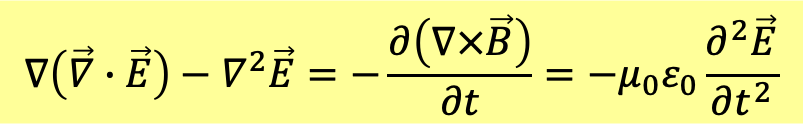 ∇(∇⃗ · E⃗) − ∇²E⃗ = −∂(∇×B⃗)/∂t = −μ₀ε₀ ∂²E⃗/∂t²